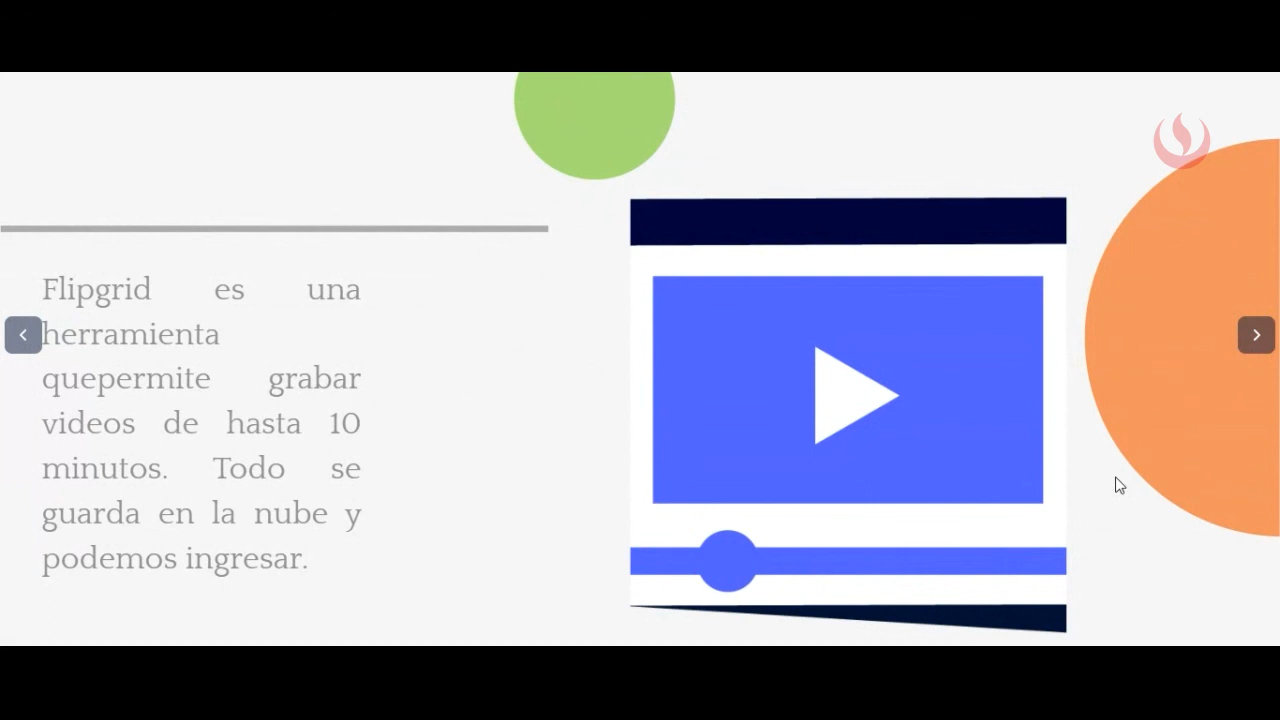 Flipgrid es una
herramienta
quepermite grabar
videos de hasta 10
minutos. Todo se
guarda en la nube y
podemos ingresar.